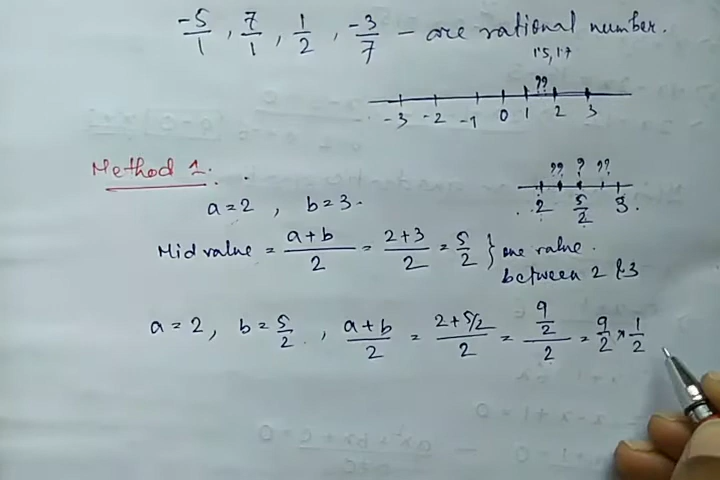 -5/1 , 7/1 , 1/2 , -3/7 – are rational number.
1.5, 1.7
??
-3 -2 -1 0 1 2 3
Method 1:
?? ? ??
2 5/2 3
a = 2 , b = 3.
Mid value = a+b/2 = 2+3/2 = 5/2 } one value
between 2 & 3
a = 2, b = 5/2 , a+b/2 = 2+5/2/2 = 9/2/2 = 9/2 × 1/2